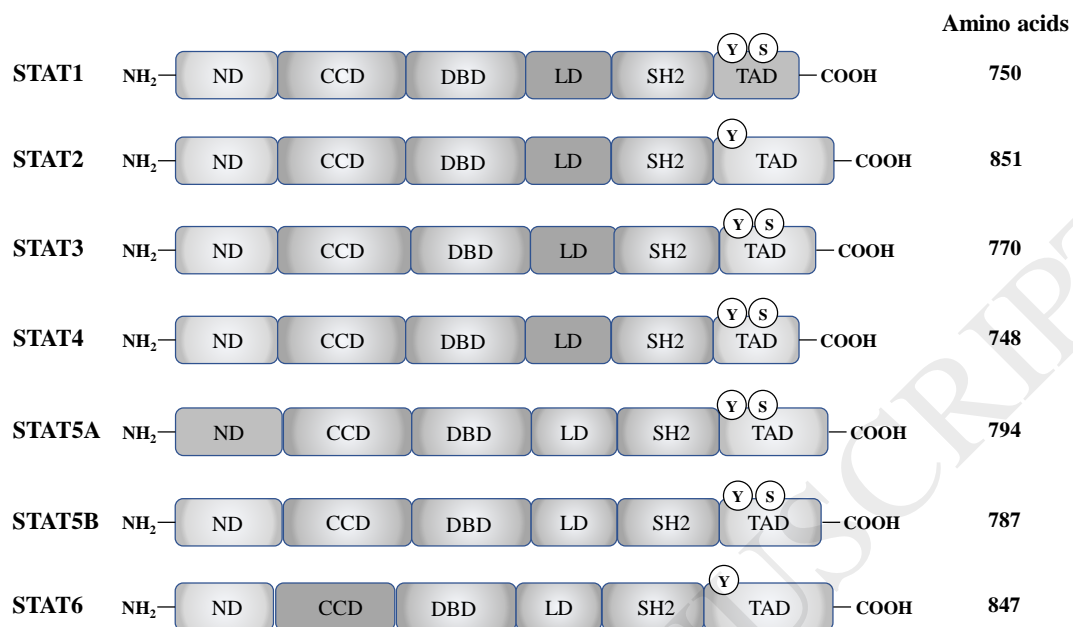 Amino acids
Y S
STAT1 NH2 ND CCD DBD LD SH2 TAD COOH 750
Y
STAT2 NH2 ND CCD DBD LD SH2 TAD COOH 851
Y S
STAT3 NH2 ND CCD DBD LD SH2 TAD COOH 770
Y S
STAT4 NH2 ND CCD DBD LD SH2 TAD COOH 748
Y S
STAT5A NH2 ND CCD DBD LD SH2 TAD COOH 794
Y S
STAT5B NH2 ND CCD DBD LD SH2 TAD COOH 787
Y
STAT6 NH2 ND CCD DBD LD SH2 TAD COOH 847
USCRIPT